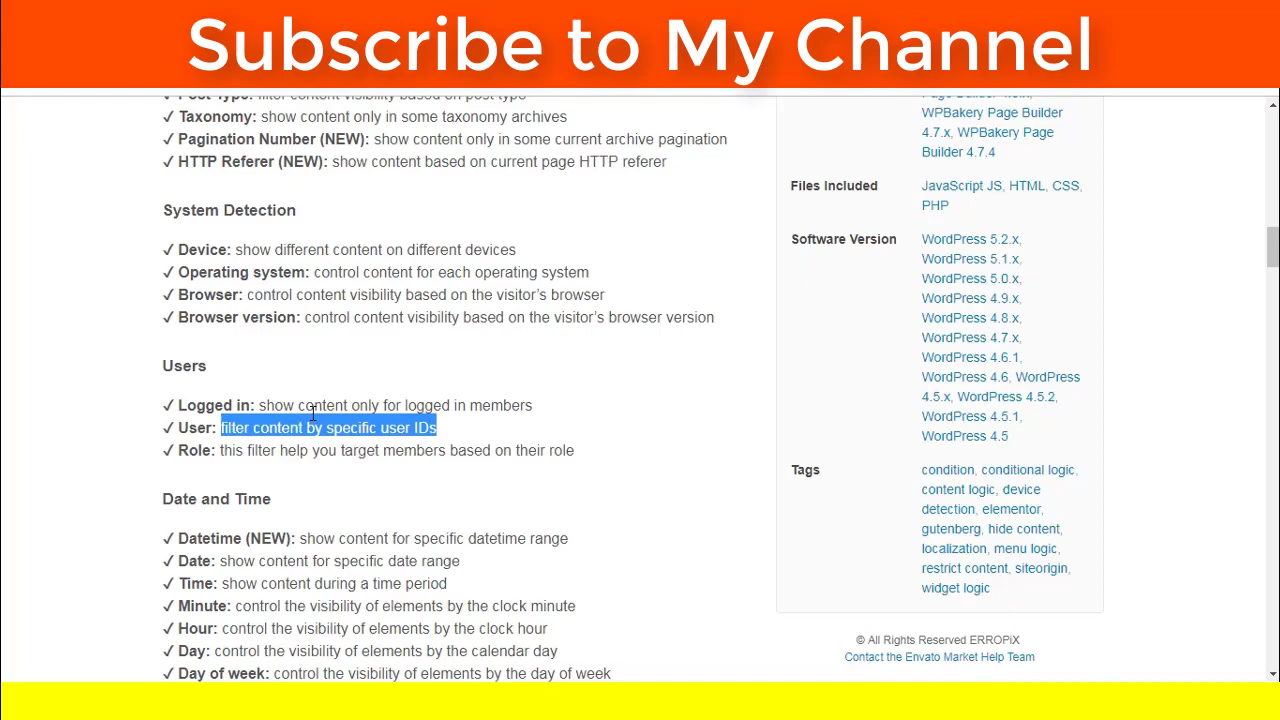 Subscribe to My Channel
✓ Post Type: filter content visibility based on post type
✓ Taxonomy: show content only in some taxonomy archives
✓ Pagination Number (NEW): show content only in some current archive pagination
✓ HTTP Referer (NEW): show content based on current page HTTP referer
System Detection
✓ Device: show different content on different devices
✓ Operating system: control content for each operating system
✓ Browser: control content visibility based on the visitor’s browser
✓ Browser version: control content visibility based on the visitor’s browser version
Users
✓ Logged in: show content only for logged in members
✓ User: filter content by specific user IDs
✓ Role: this filter help you target members based on their role
Date and Time
✓ Datetime (NEW): show content for specific datetime range
✓ Date: show content for specific date range
✓ Time: show content during a time period
✓ Minute: control the visibility of elements by the clock minute
✓ Hour: control the visibility of elements by the clock hour
✓ Day: control the visibility of elements by the calendar day
✓ Day of week: control the visibility of elements by the day of week
Page Builder
WPBakery Page Builder
4.7.x, WPBakery Page
Builder 4.7.4
Files Included
JavaScript JS, HTML, CSS,
PHP
Software Version
WordPress 5.2.x,
WordPress 5.1.x,
WordPress 5.0.x,
WordPress 4.9.x,
WordPress 4.8.x,
WordPress 4.7.x,
WordPress 4.6.1,
WordPress 4.6, WordPress
4.5.x, WordPress 4.5.2,
WordPress 4.5.1,
WordPress 4.5
Tags
condition, conditional logic,
content logic, device
detection, elementor,
gutenberg, hide content,
localization, menu logic,
restrict content, siteorigin,
widget logic
© All Rights Reserved ERROPiX
Contact the Envato Market Help Team